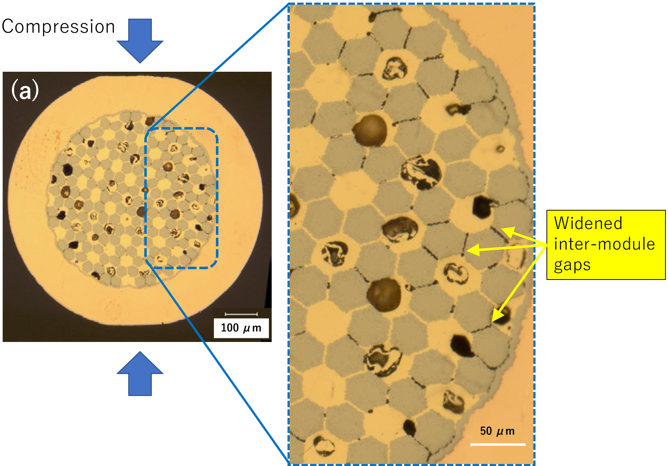 Compression
(a)
100 μm
Widened
inter-module
gaps
50 μm